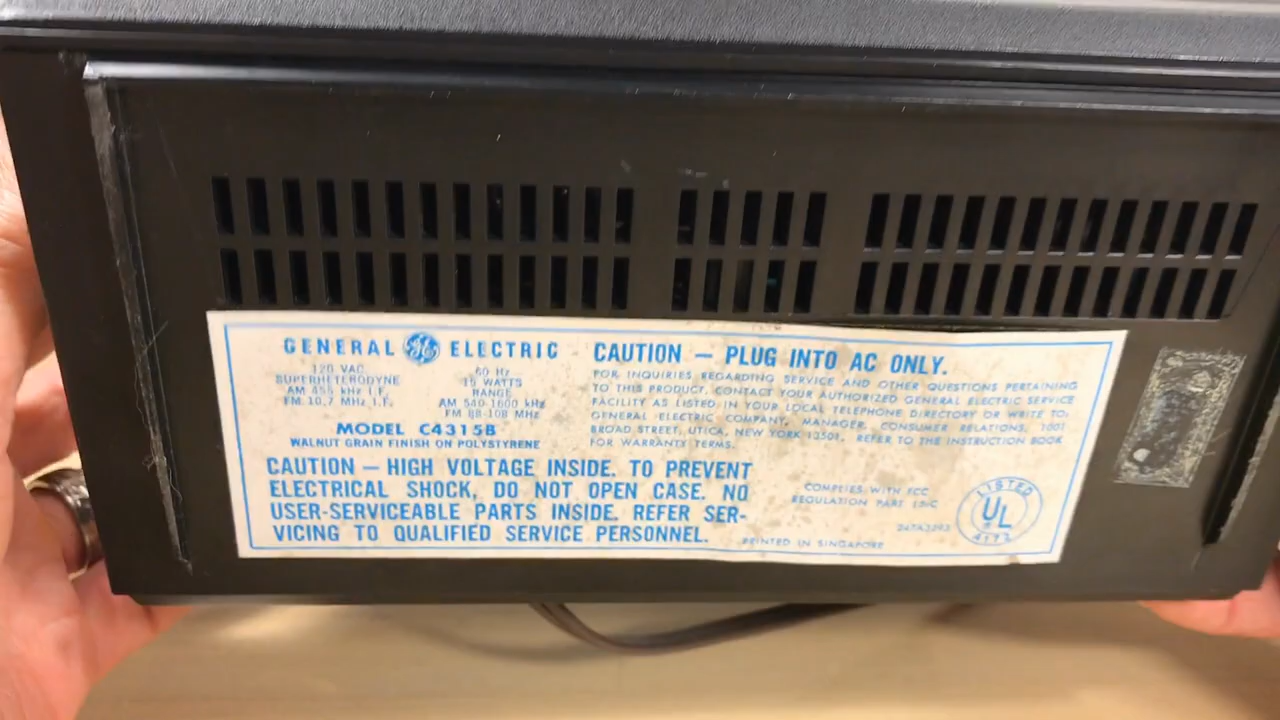 GENERAL GE ELECTRIC
120 VAC 60 Hz
SUPERHETERODYNE 15 WATTS
AM 455 kHz I.F. RANGE
FM 10.7 MHz I.F. AM 540-1600 kHz
FM 88-108 MHz
MODEL C4315B
WALNUT GRAIN FINISH ON POLYSTYRENE
CAUTION — HIGH VOLTAGE INSIDE. TO PREVENT
ELECTRICAL SHOCK, DO NOT OPEN CASE. NO
USER-SERVICEABLE PARTS INSIDE. REFER SER-
VICING TO QUALIFIED SERVICE PERSONNEL.
CAUTION — PLUG INTO AC ONLY.
FOR INQUIRIES REGARDING SERVICE AND OTHER QUESTIONS PERTAINING
TO THIS PRODUCT, CONTACT YOUR AUTHORIZED GENERAL ELECTRIC SERVICE
FACILITY AS LISTED IN YOUR LOCAL TELEPHONE DIRECTORY OR WRITE TO:
GENERAL ELECTRIC COMPANY, MANAGER, CONSUMER RELATIONS, 1001
BROAD STREET, UTICA, NEW YORK 13501. REFER TO THE INSTRUCTION BOOK
FOR WARRANTY TERMS.
COMPLIES WITH FCC
REGULATION PART
LISTED
UL
PRINTED IN SINGAPORE